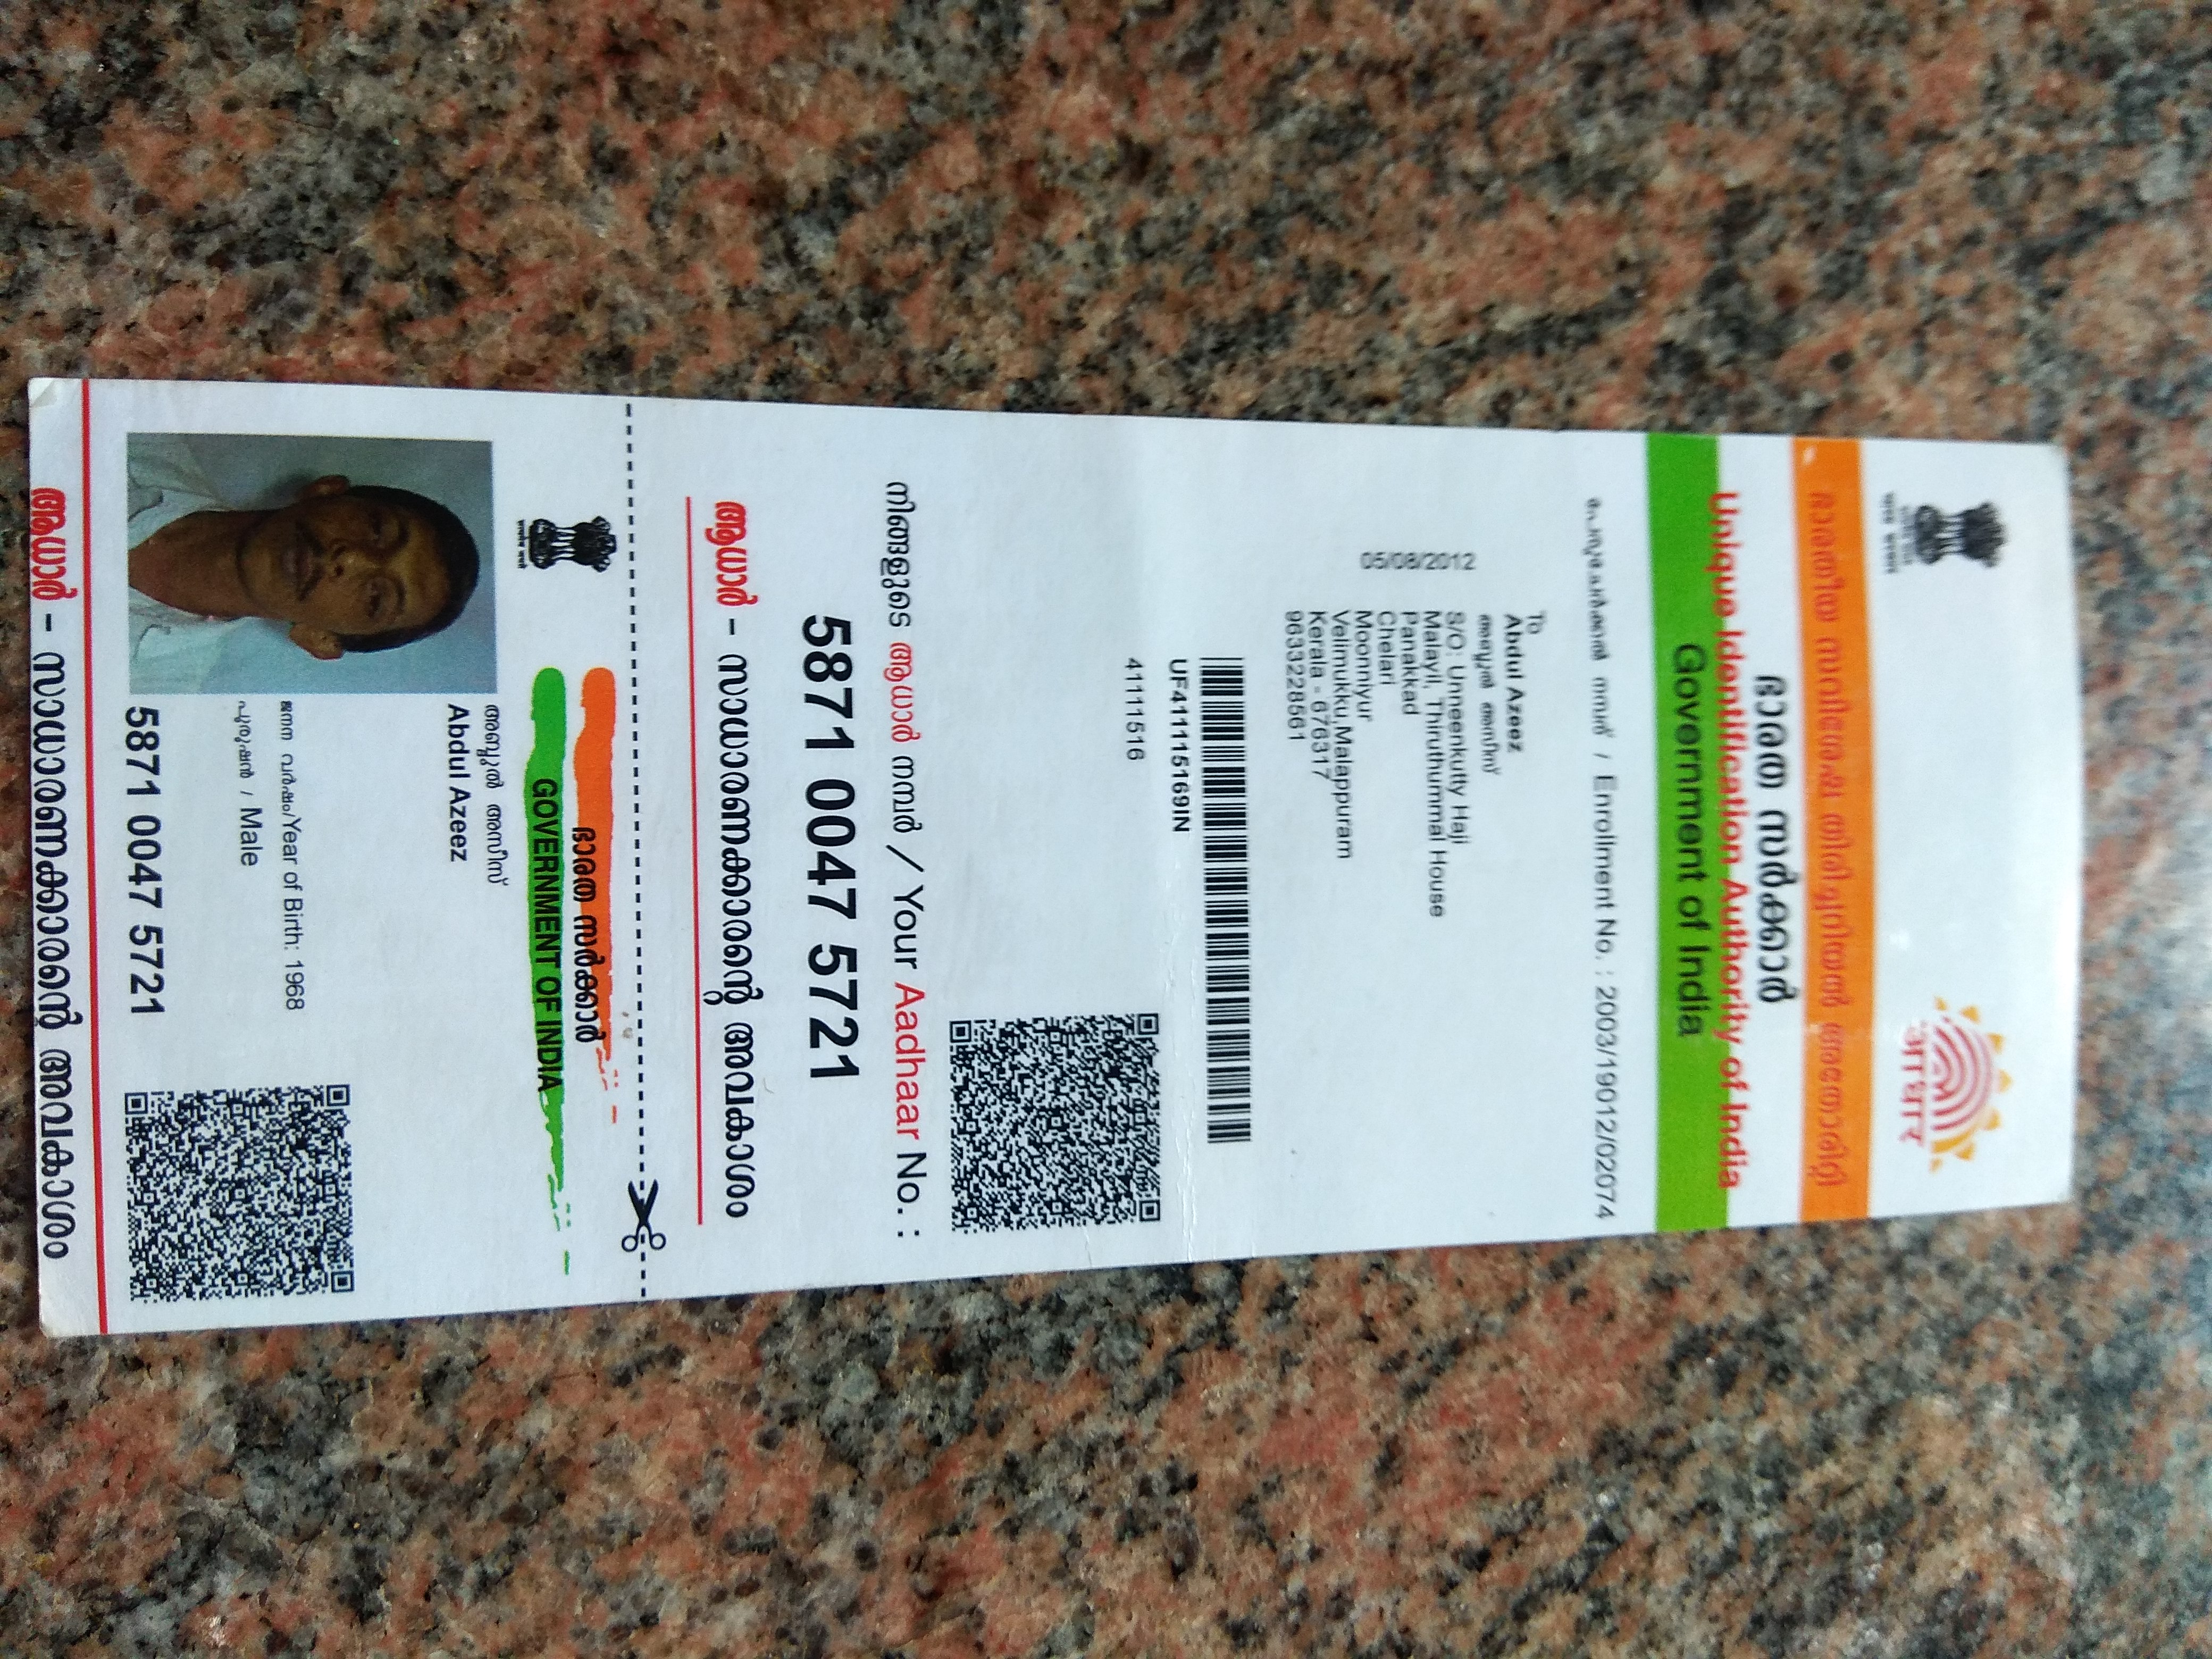 आधार
ഭാരതീയ സവിശേഷ തിരിച്ചറിയൽ അതോറിറ്റി
ഭാരത സർക്കാർ
Unique Identification Authority of India
Government of India
നമ്പർ / Enrollment No. : 2003/19012/02074
To
Abdul Azeez
അബ്ദുൽ അസീസ്
S/O: Unneenkutty Haji
Malayil, Thiruthummal House
Panakkad
Chelari
Moonniyur
Velimukku,Malappuram
Kerala - 676317
9633228561
05/08/2012
UF411115169IN
41111516
നിങ്ങളുടെ ആധാർ നമ്പർ / Your Aadhaar No. :
5871 0047 5721
ആധാർ - സാധാരണക്കാരന്റെ അവകാശം
ഭാരത സർക്കാർ
GOVERNMENT OF INDIA
അബ്ദുൽ അസീസ്
Abdul Azeez
ജനന വർഷം/Year of Birth: 1968
പുരുഷൻ / Male
5871 0047 5721
ആധാർ - സാധാരണക്കാരന്റെ അവകാശം